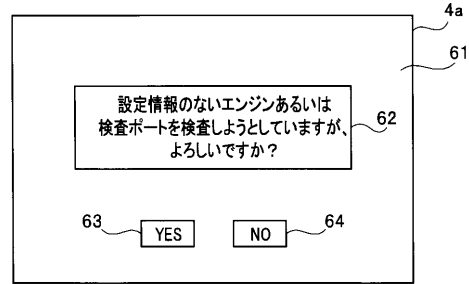 4a
61
設定情報のないエンジンあるいは
検査ポートを検査しようとしていますが、
よろしいですか？
62
63
YES
NO
64